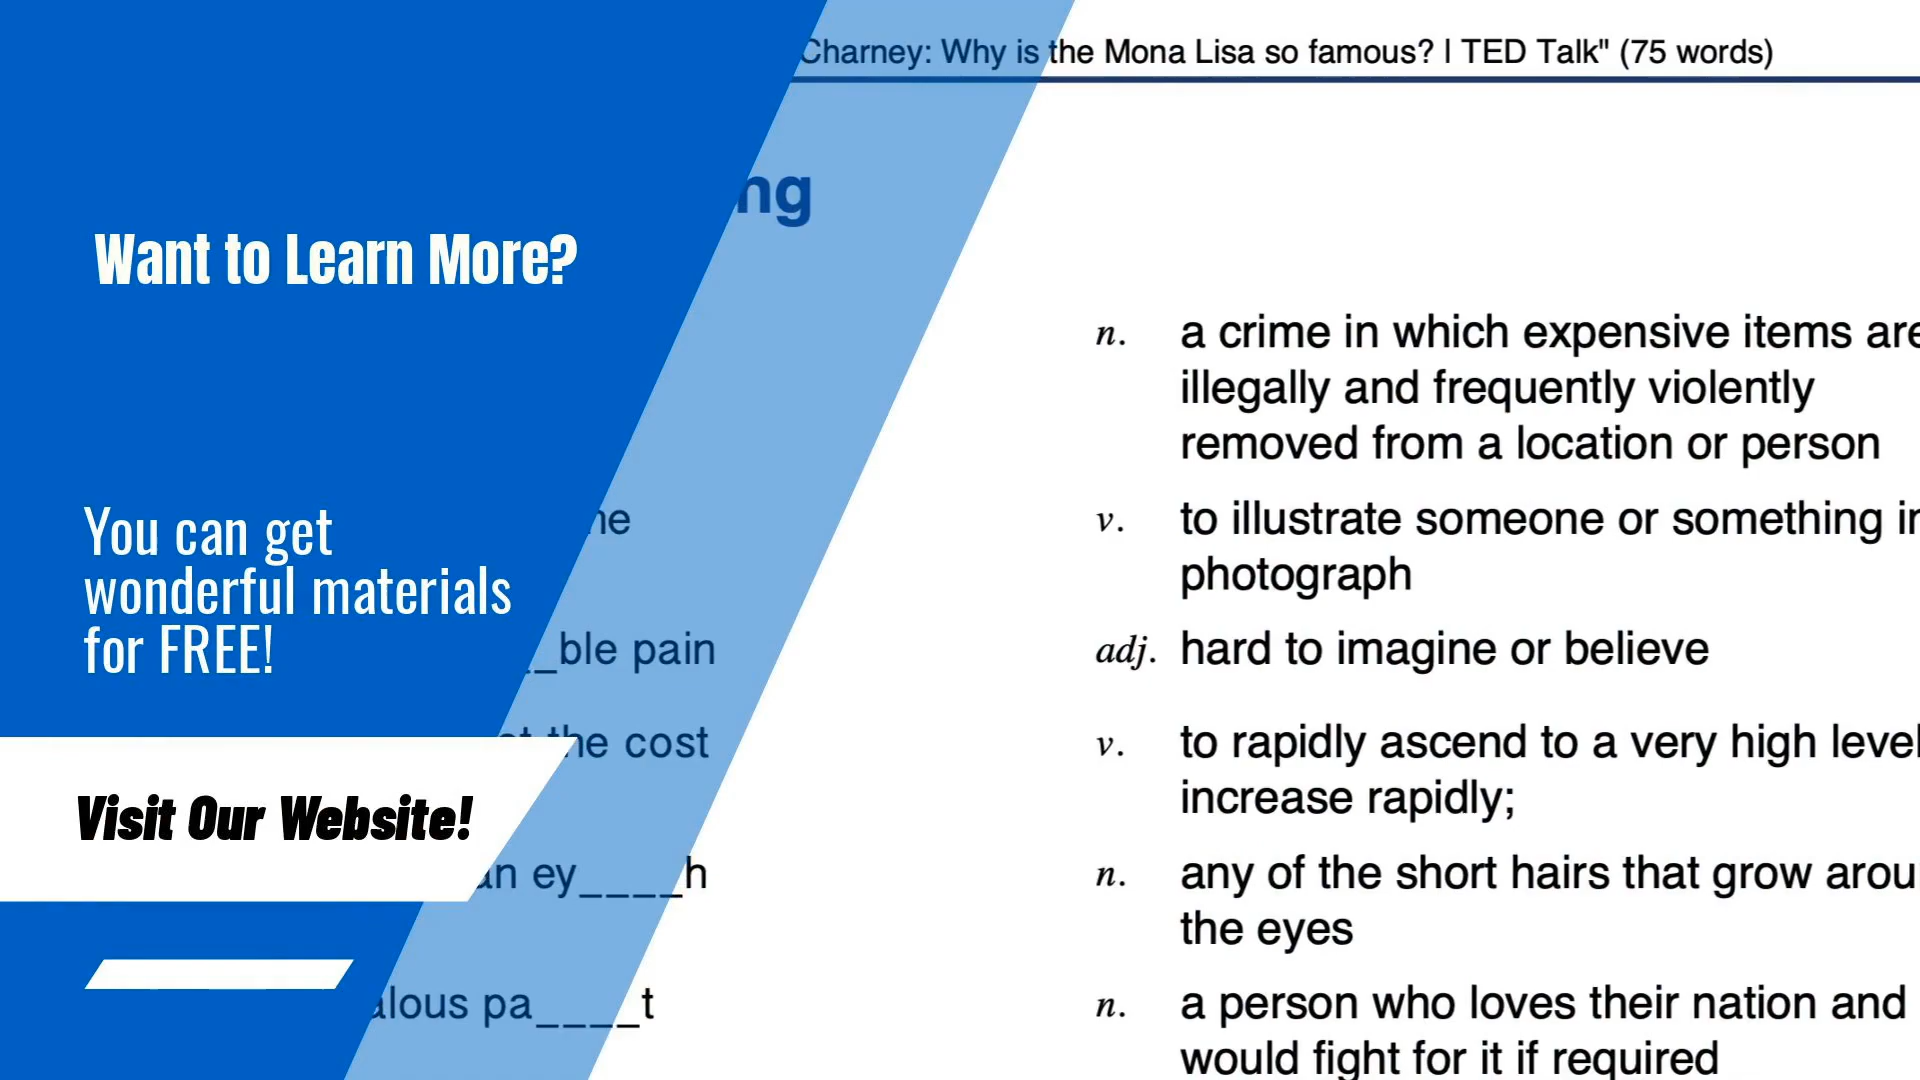 Charney: Why is the Mona Lisa so famous? | TED Talk" (75 words)
ng
Want to Learn More?
You can get
wonderful materials
for FREE!
Visit Our Website!
ne
_ble pain
the cost
an ey____h
alous pa____t
n. a crime in which expensive items are
illegally and frequently violently
removed from a location or person
v. to illustrate someone or something in
photograph
adj. hard to imagine or believe
v. to rapidly ascend to a very high level
increase rapidly;
n. any of the short hairs that grow arou
the eyes
n. a person who loves their nation and
would fight for it if required